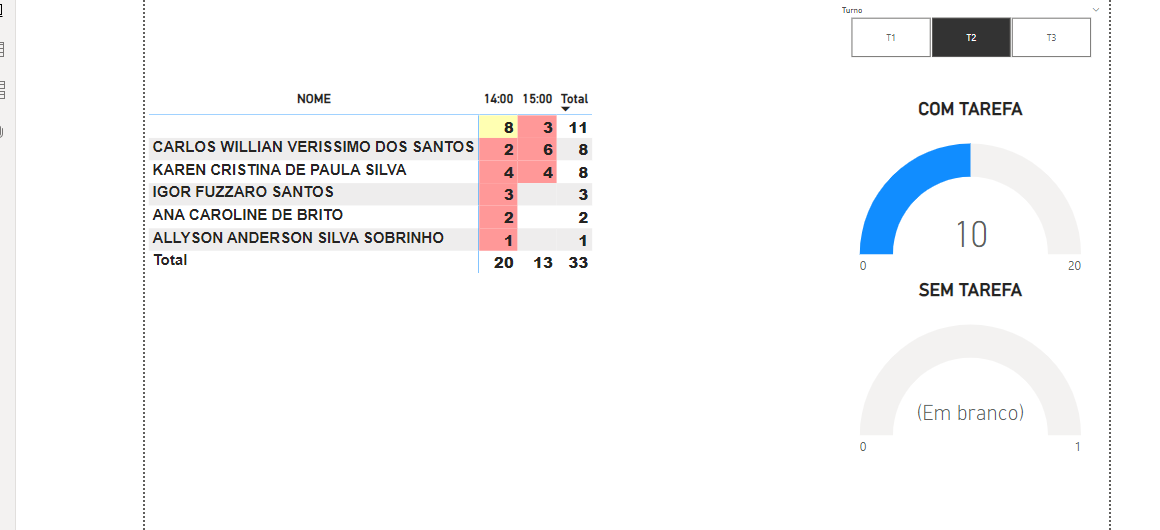 Turno
T1 T2 T3
NOME 14:00 15:00 Total
8 3 11
CARLOS WILLIAN VERISSIMO DOS SANTOS 2 6 8
KAREN CRISTINA DE PAULA SILVA 4 4 8
IGOR FUZZARO SANTOS 3 3
ANA CAROLINE DE BRITO 2 2
ALLYSON ANDERSON SILVA SOBRINHO 1 1
Total 20 13 33
COM TAREFA
10
0 20
SEM TAREFA
(Em branco)
0 1